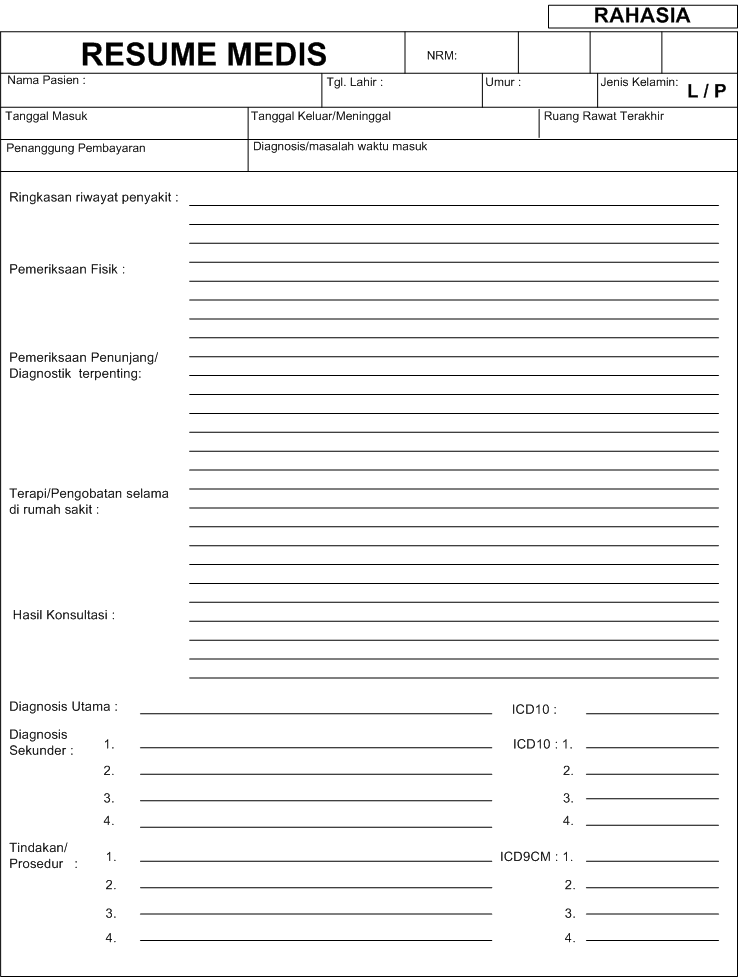 RAHASIA
RESUME MEDIS NRM:
Nama Pasien : Tgl. Lahir : Umur : Jenis Kelamin: L / P
Tanggal Masuk Tanggal Keluar/Meninggal Ruang Rawat Terakhir
Penanggung Pembayaran Diagnosis/masalah waktu masuk
Ringkasan riwayat penyakit :
Pemeriksaan Fisik :
Pemeriksaan Penunjang/
Diagnostik terpenting:
Terapi/Pengobatan selama
di rumah sakit :
Hasil Konsultasi :
Diagnosis Utama : ICD10 :
Diagnosis
Sekunder : 1. ICD10 : 1.
2. 2.
3. 3.
4. 4.
Tindakan/
Prosedur : 1. ICD9CM : 1.
2. 2.
3. 3.
4. 4.